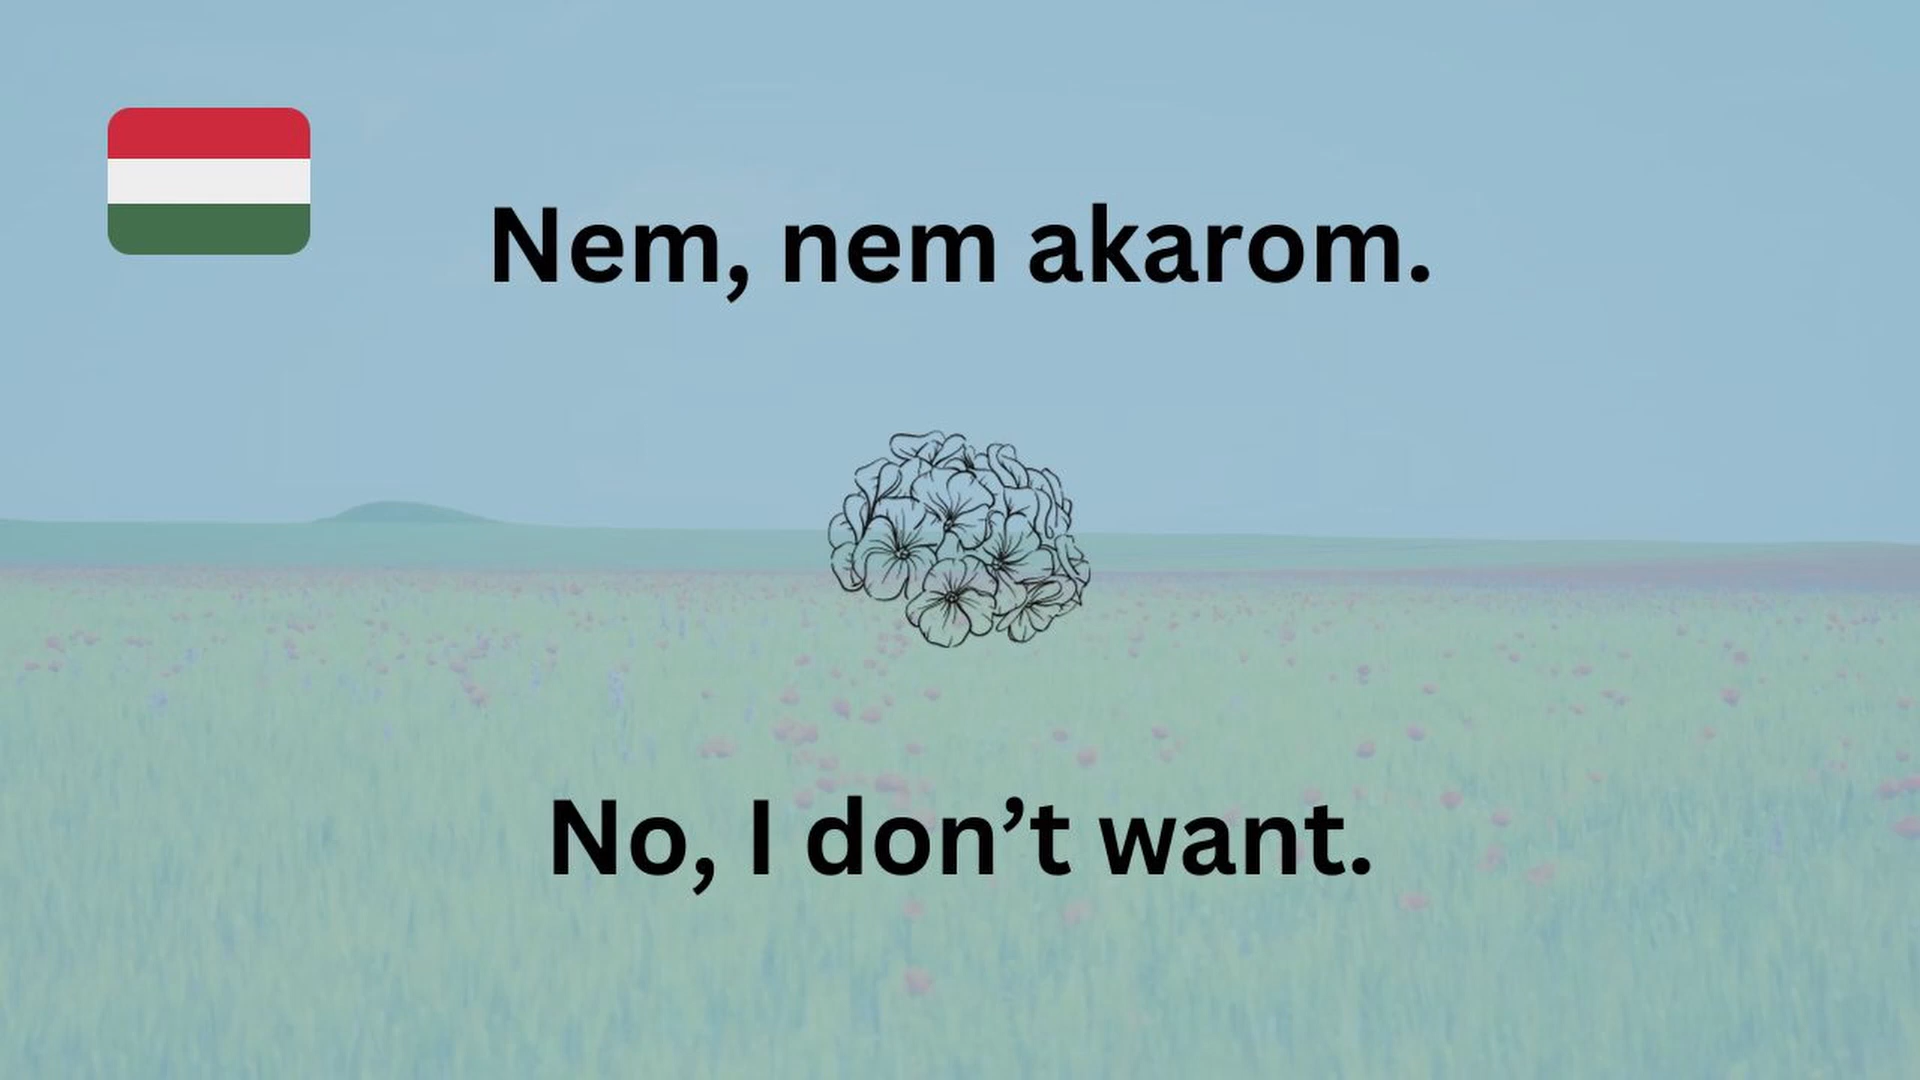 Nem, nem akarom.
No, I don’t want.